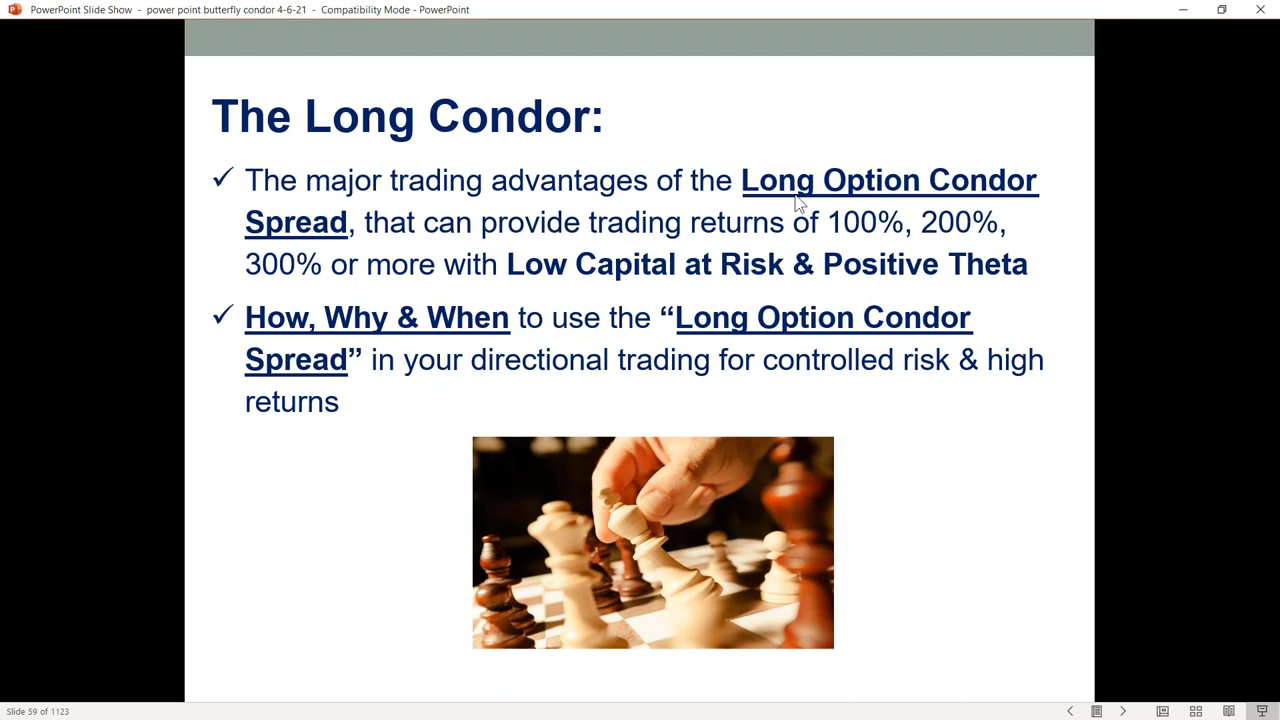 PowerPoint Slide Show - power point butterfly condor 4-6-21 - Compatibility Mode - PowerPoint
The Long Condor:
✓ The major trading advantages of the Long Option Condor
Spread, that can provide trading returns of 100%, 200%,
300% or more with Low Capital at Risk & Positive Theta
✓ How, Why & When to use the “Long Option Condor
Spread” in your directional trading for controlled risk & high
returns
Slide 59 of 1123